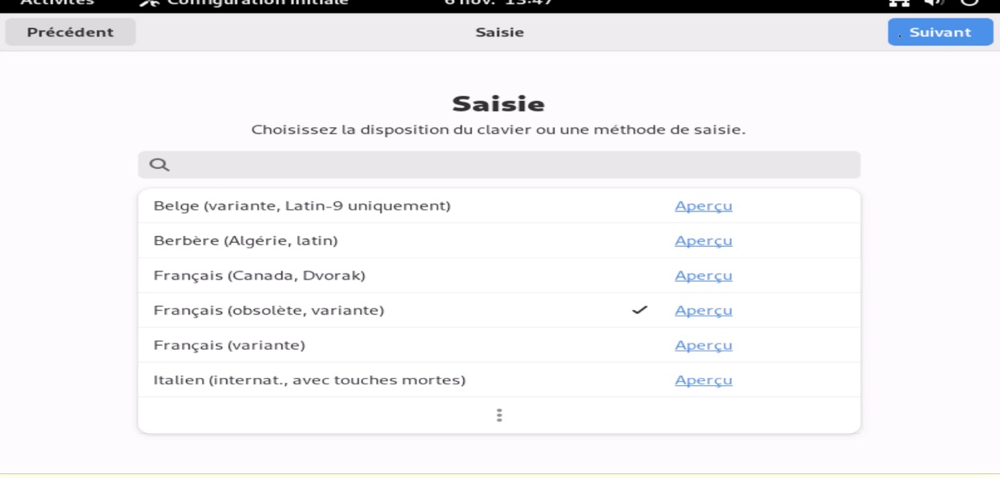 Activités Configuration initiale 6 nov. 15:47
Précédent Saisie Suivant
Saisie
Choisissez la disposition du clavier ou une méthode de saisie.
Belge (variante, Latin-9 uniquement) Aperçu
Berbère (Algérie, latin) Aperçu
Français (Canada, Dvorak) Aperçu
Français (obsolète, variante) Aperçu
Français (variante) Aperçu
Italien (internat., avec touches mortes) Aperçu